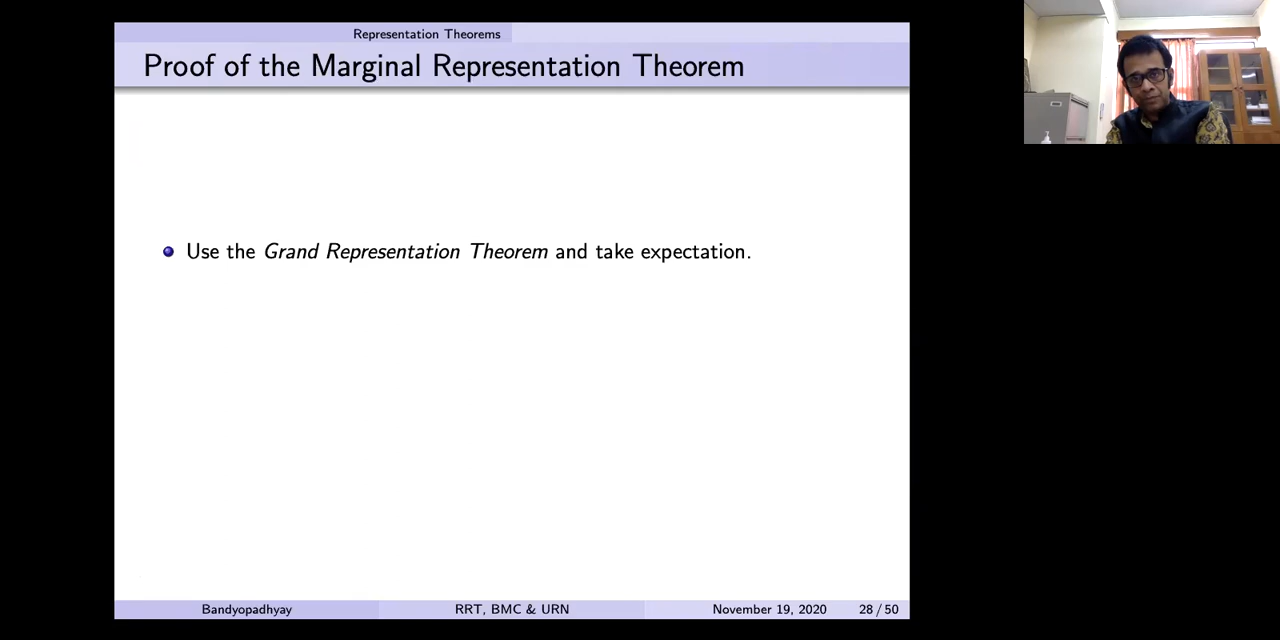 Representation Theorems
Proof of the Marginal Representation Theorem
Use the Grand Representation Theorem and take expectation.
Bandyopadhyay RRT, BMC & URN November 19, 2020 28 / 50